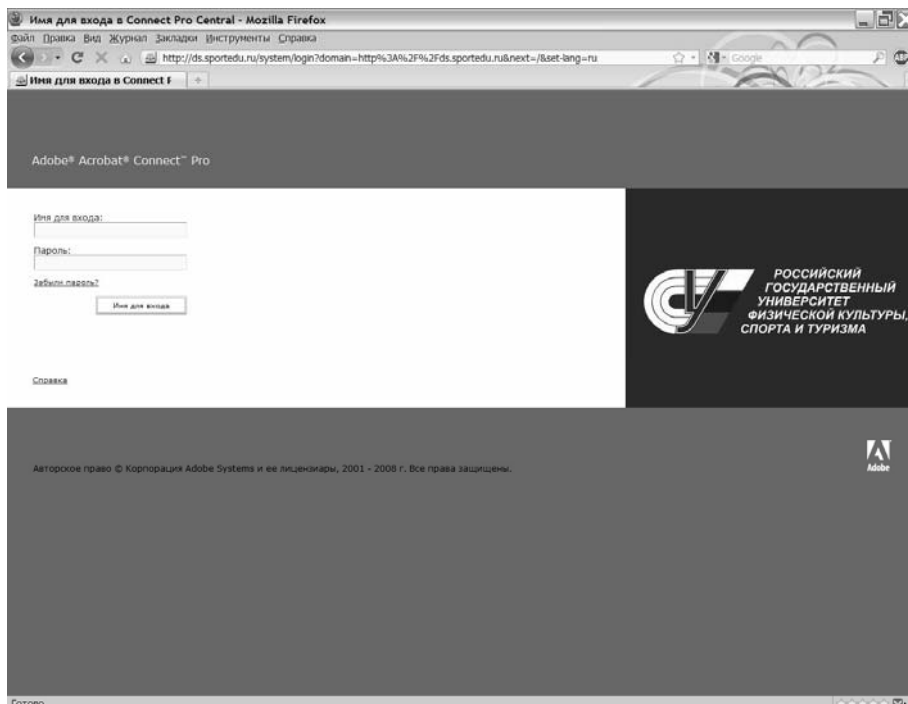 Имя для входа в Connect Pro Central - Mozilla Firefox
Файл Правка Вид Журнал Закладки Инструменты Справка
http://ds.sportedu.ru/system/login?domain=http%3A%2F%2Fds.sportedu.ru&next=/&set-lang=ru
Google
Имя для входа в Connect P
Adobe® Acrobat® Connect™ Pro
Имя для входа:
Пароль:
Забыли пароль?
Имя для входа
Справка
РОССИЙСКИЙ
ГОСУДАРСТВЕННЫЙ
УНИВЕРСИТЕТ
ФИЗИЧЕСКОЙ КУЛЬТУРЫ,
СПОРТА И ТУРИЗМА
Авторское право © Корпорация Adobe Systems и ее лицензиары, 2001 - 2008 г. Все права защищены.
Adobe
Готово